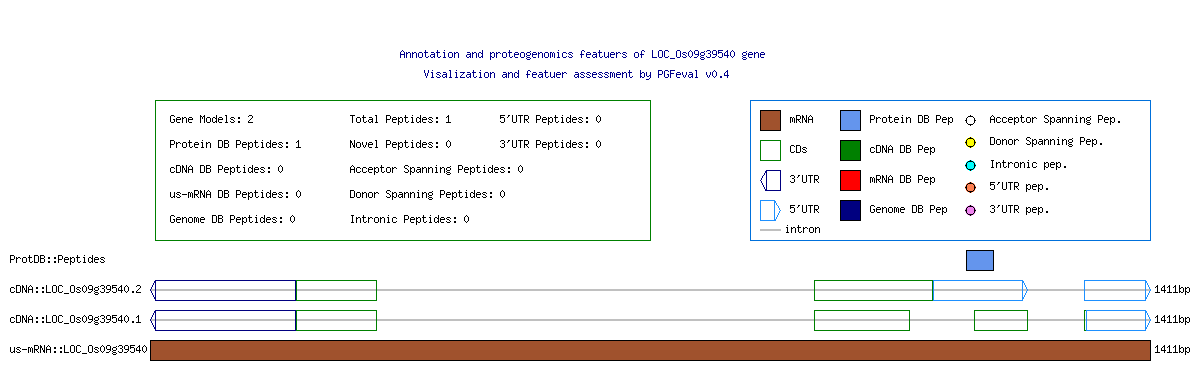 Annotation and proteogenomics featuers of LOC_Os09g39540 gene
Visalization and featuer assessment by PGFeval v0.4
Gene Models: 2 Total Peptides: 1 5'UTR Peptides: 0
Protein DB Peptides: 1 Novel Peptides: 0 3'UTR Peptides: 0
cDNA DB Peptides: 0 Acceptor Spanning Peptides: 0
us-mRNA DB Peptides: 0 Donor Spanning Peptides: 0
Genome DB Peptides: 0 Intronic Peptides: 0
mRNA Protein DB Pep Acceptor Spanning Pep.
CDs cDNA DB Pep Donor Spanning Pep.
3'UTR mRNA DB Pep Intronic pep.
5'UTR Genome DB Pep 5'UTR pep.
intron 3'UTR pep.
ProtDB::Peptides
cDNA::LOC_Os09g39540.2 1411bp
cDNA::LOC_Os09g39540.1 1411bp
us-mRNA::LOC_Os09g39540 1411bp